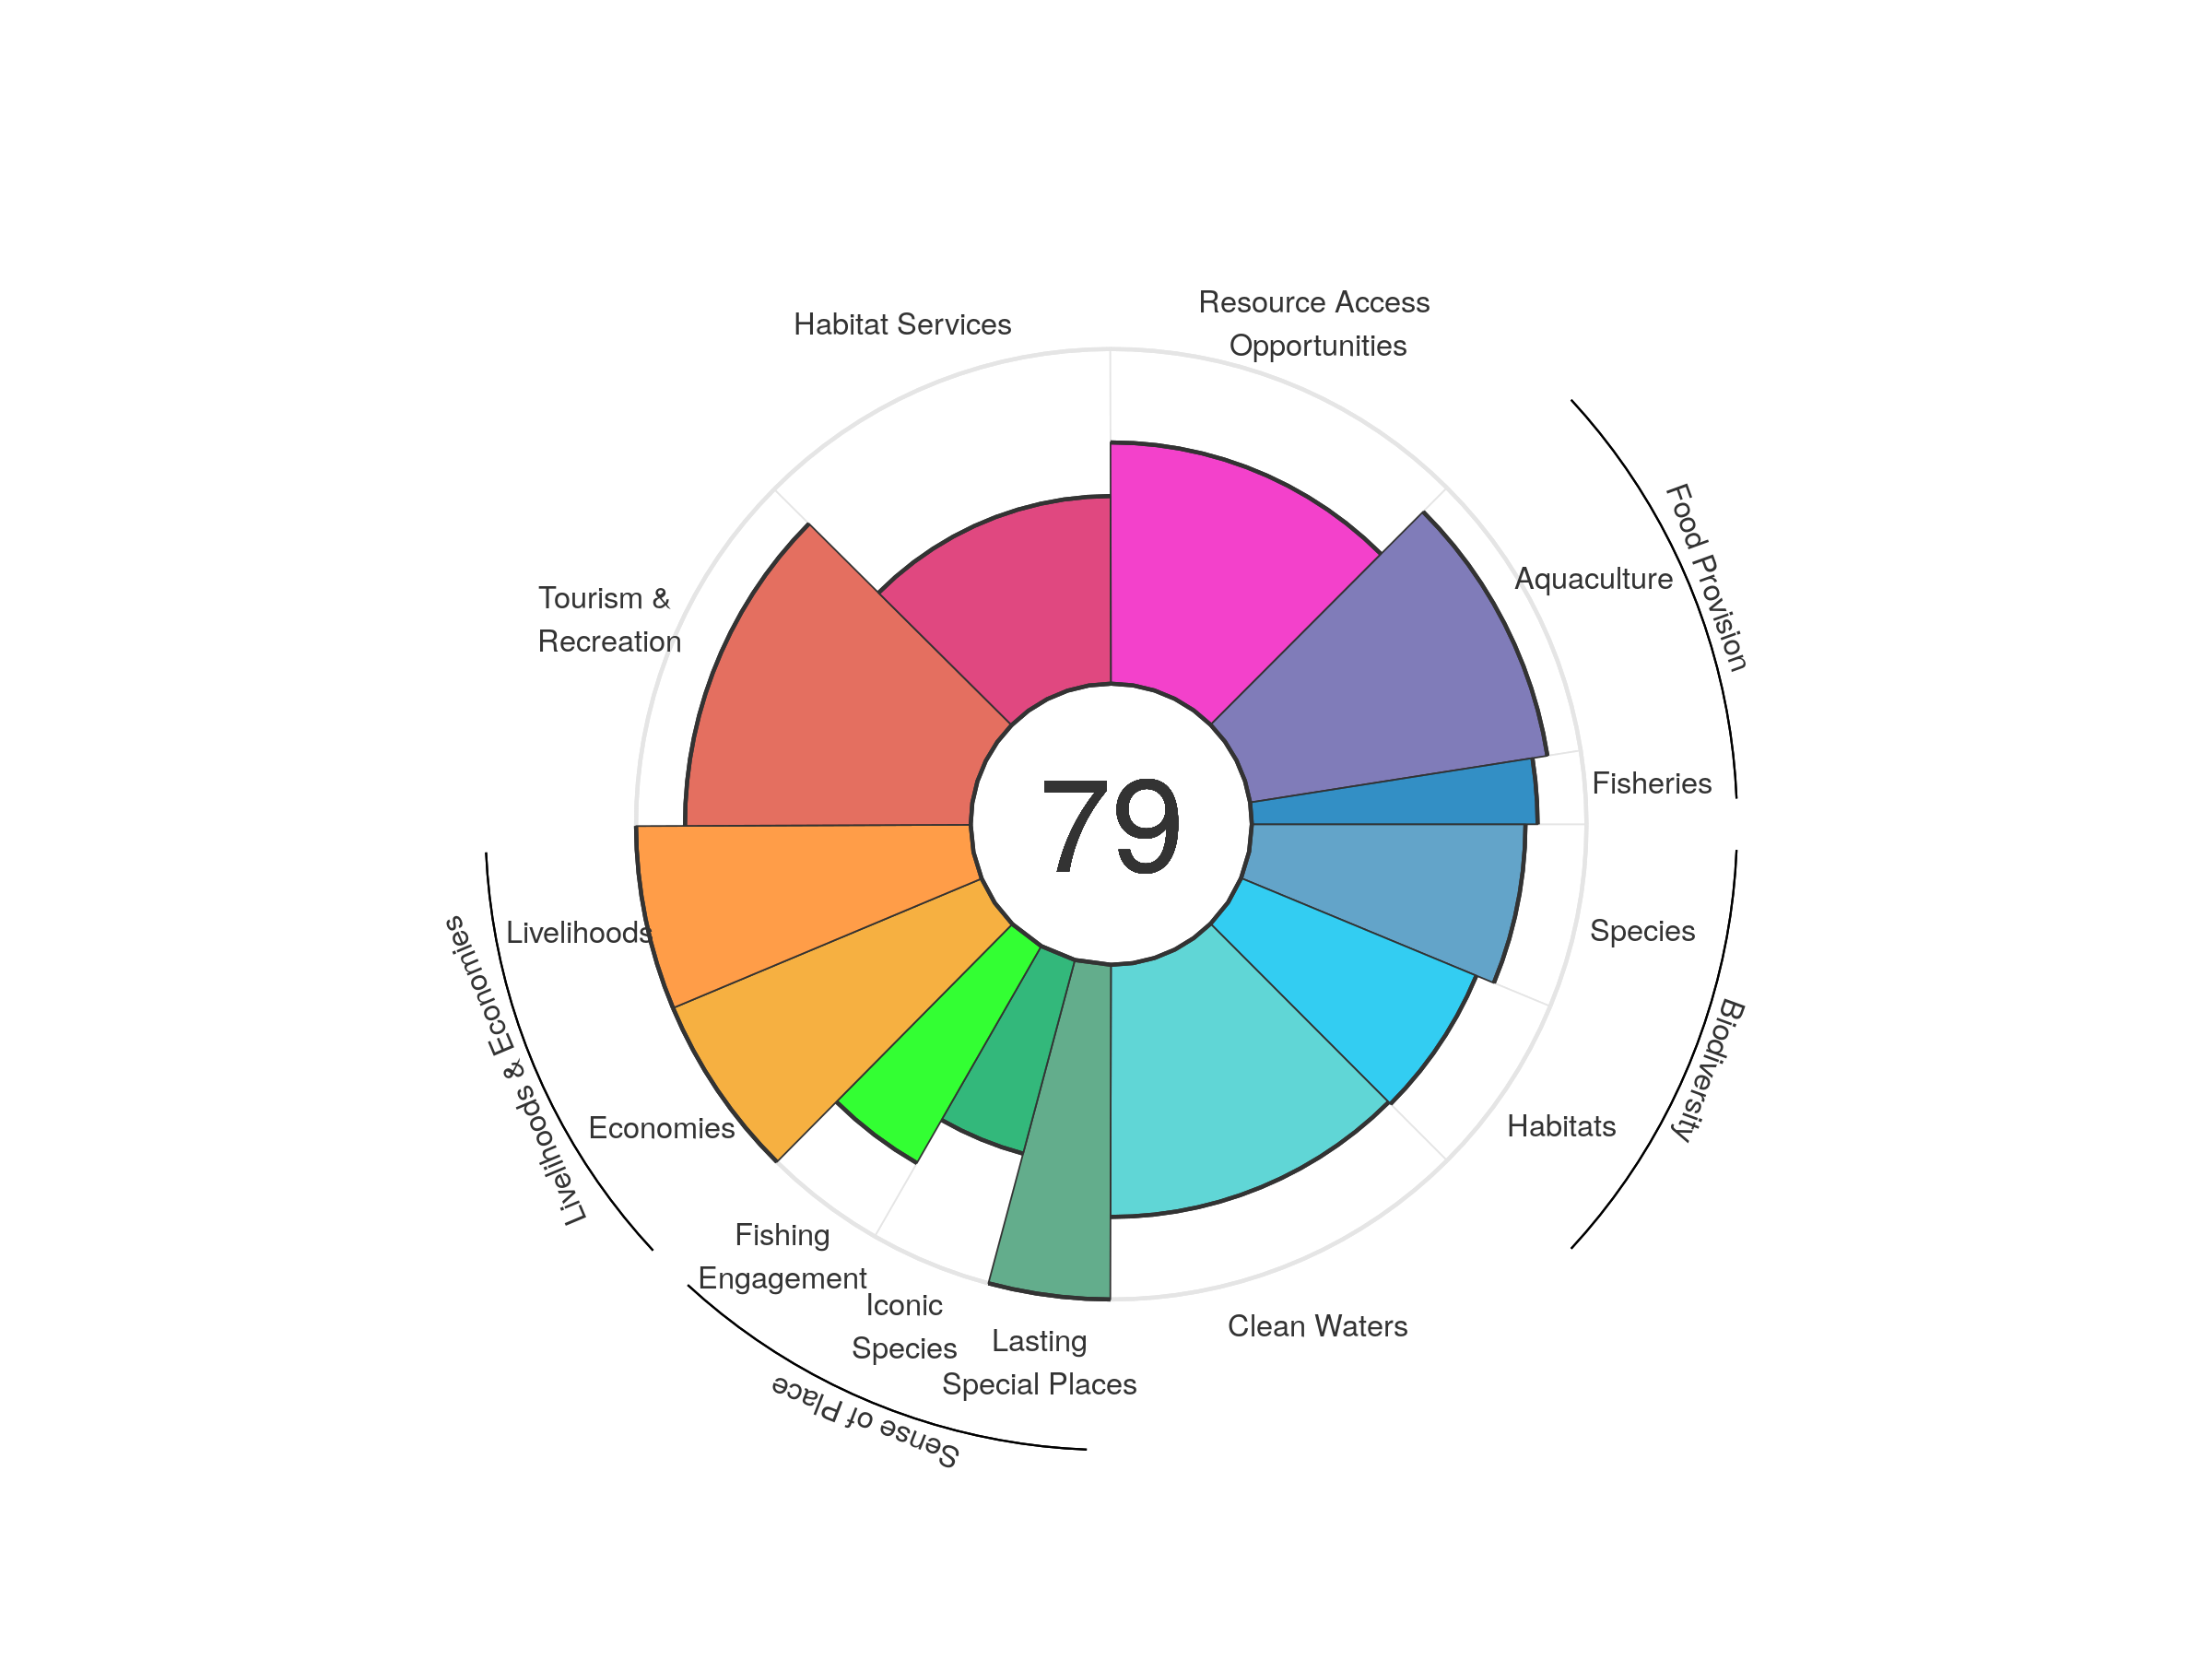 Resource Access
Opportunities
Habitat Services
Food Provision
Aquaculture
Tourism &
Recreation
79
Fisheries
Livelihoods
Species
Livelihoods & Economies
Biodiversity
Economies
Habitats
Fishing
Engagement
Iconic
Species
Lasting
Special Places
Clean Waters
Sense of Place